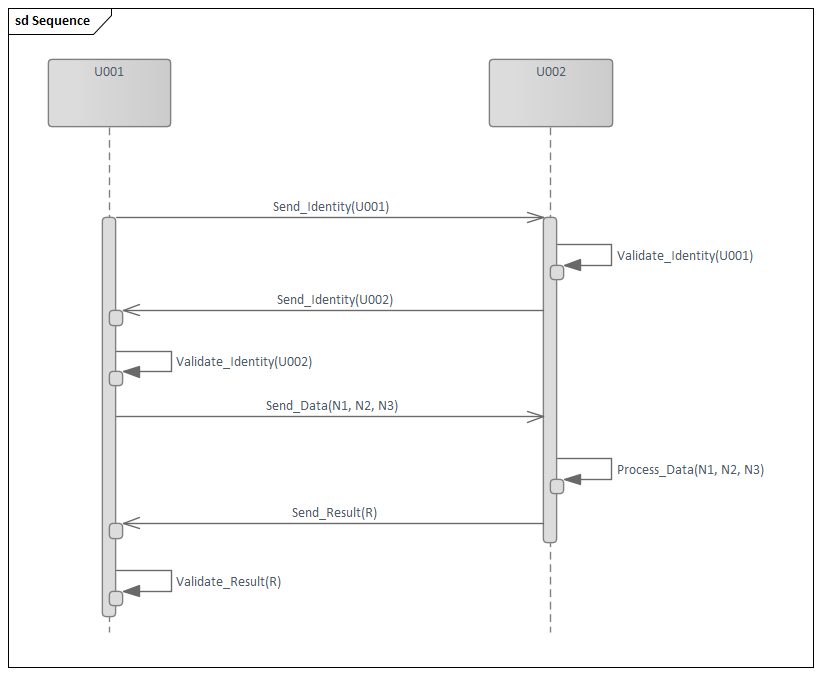 sd Sequence
U001
U002
Send_Identity(U001)
Validate_Identity(U001)
Send_Identity(U002)
Validate_Identity(U002)
Send_Data(N1, N2, N3)
Process_Data(N1, N2, N3)
Send_Result(R)
Validate_Result(R)